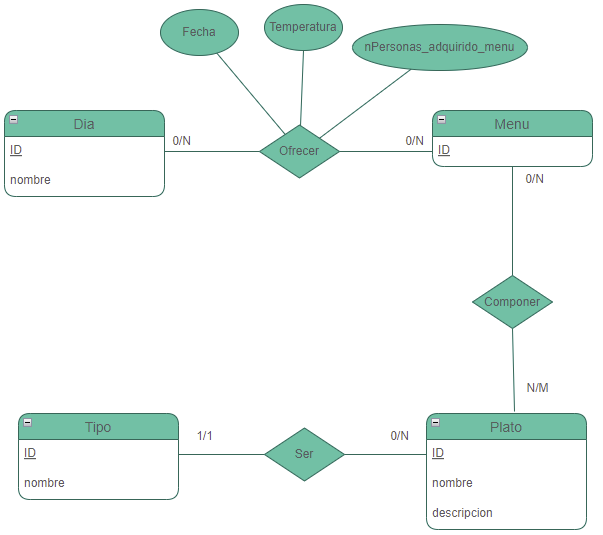 Fecha
Temperatura
nPersonas_adquirido_menu
Dia
ID
nombre
0/N
Ofrecer
0/N
Menu
ID
0/N
Componer
N/M
Tipo
ID
nombre
1/1
Ser
0/N
Plato
ID
nombre
descripcion